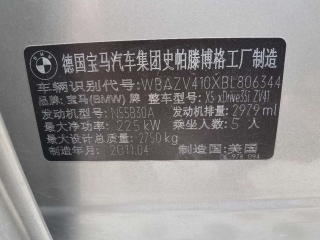 德国宝马汽车集团史帕滕博格工厂制造
车辆识别代号: WBAZV410XBL806344
品牌: 宝马(BMW) 牌 整车型号: X5 xDrive35i ZV41
发动机型号: N55B30A 发动机排量: 2979 ml
最大净功率: 225 kW 乘坐人数: 5 人
最大设计总质量: 2750 kg
制造年月: 2011.04 制造国: 美国